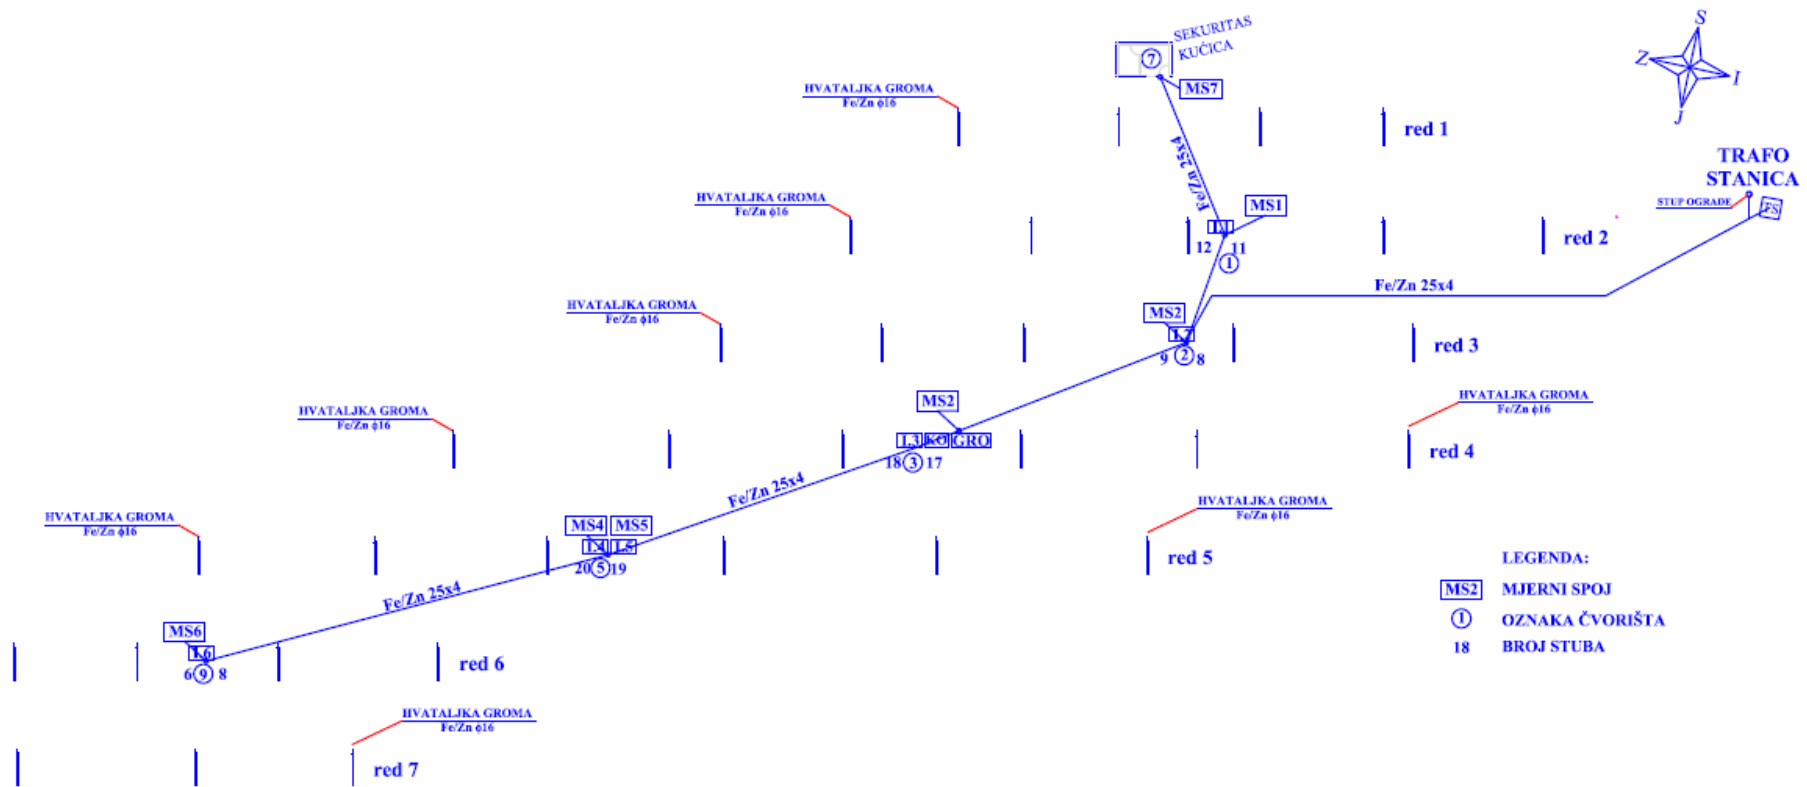 SEKURITAS
KUĆICA
S
Z
I
J
7
MS7
HVATALJKA GROMA
Fe/Zn ϕ16
red 1
Fe/Zn 25x4
TRAFO
STANICA
STUP OGRADE
FS
HVATALJKA GROMA
Fe/Zn ϕ16
MS1
12
11
1
red 2
Fe/Zn 25x4
HVATALJKA GROMA
Fe/Zn ϕ16
MS2
9
2
8
red 3
MS2
HVATALJKA GROMA
Fe/Zn ϕ16
HVATALJKA GROMA
Fe/Zn ϕ16
I.3 KO GRO
18
3
17
red 4
Fe/Zn 25x4
HVATALJKA GROMA
Fe/Zn ϕ16
HVATALJKA GROMA
Fe/Zn ϕ16
MS4
MS5
20
5
19
red 5
LEGENDA:
MS2 MJERNI SPOJ
1 OZNAKA ČVORIŠTA
18 BROJ STUBA
Fe/Zn 25x4
MS6
6
9
8
red 6
HVATALJKA GROMA
Fe/Zn ϕ16
red 7